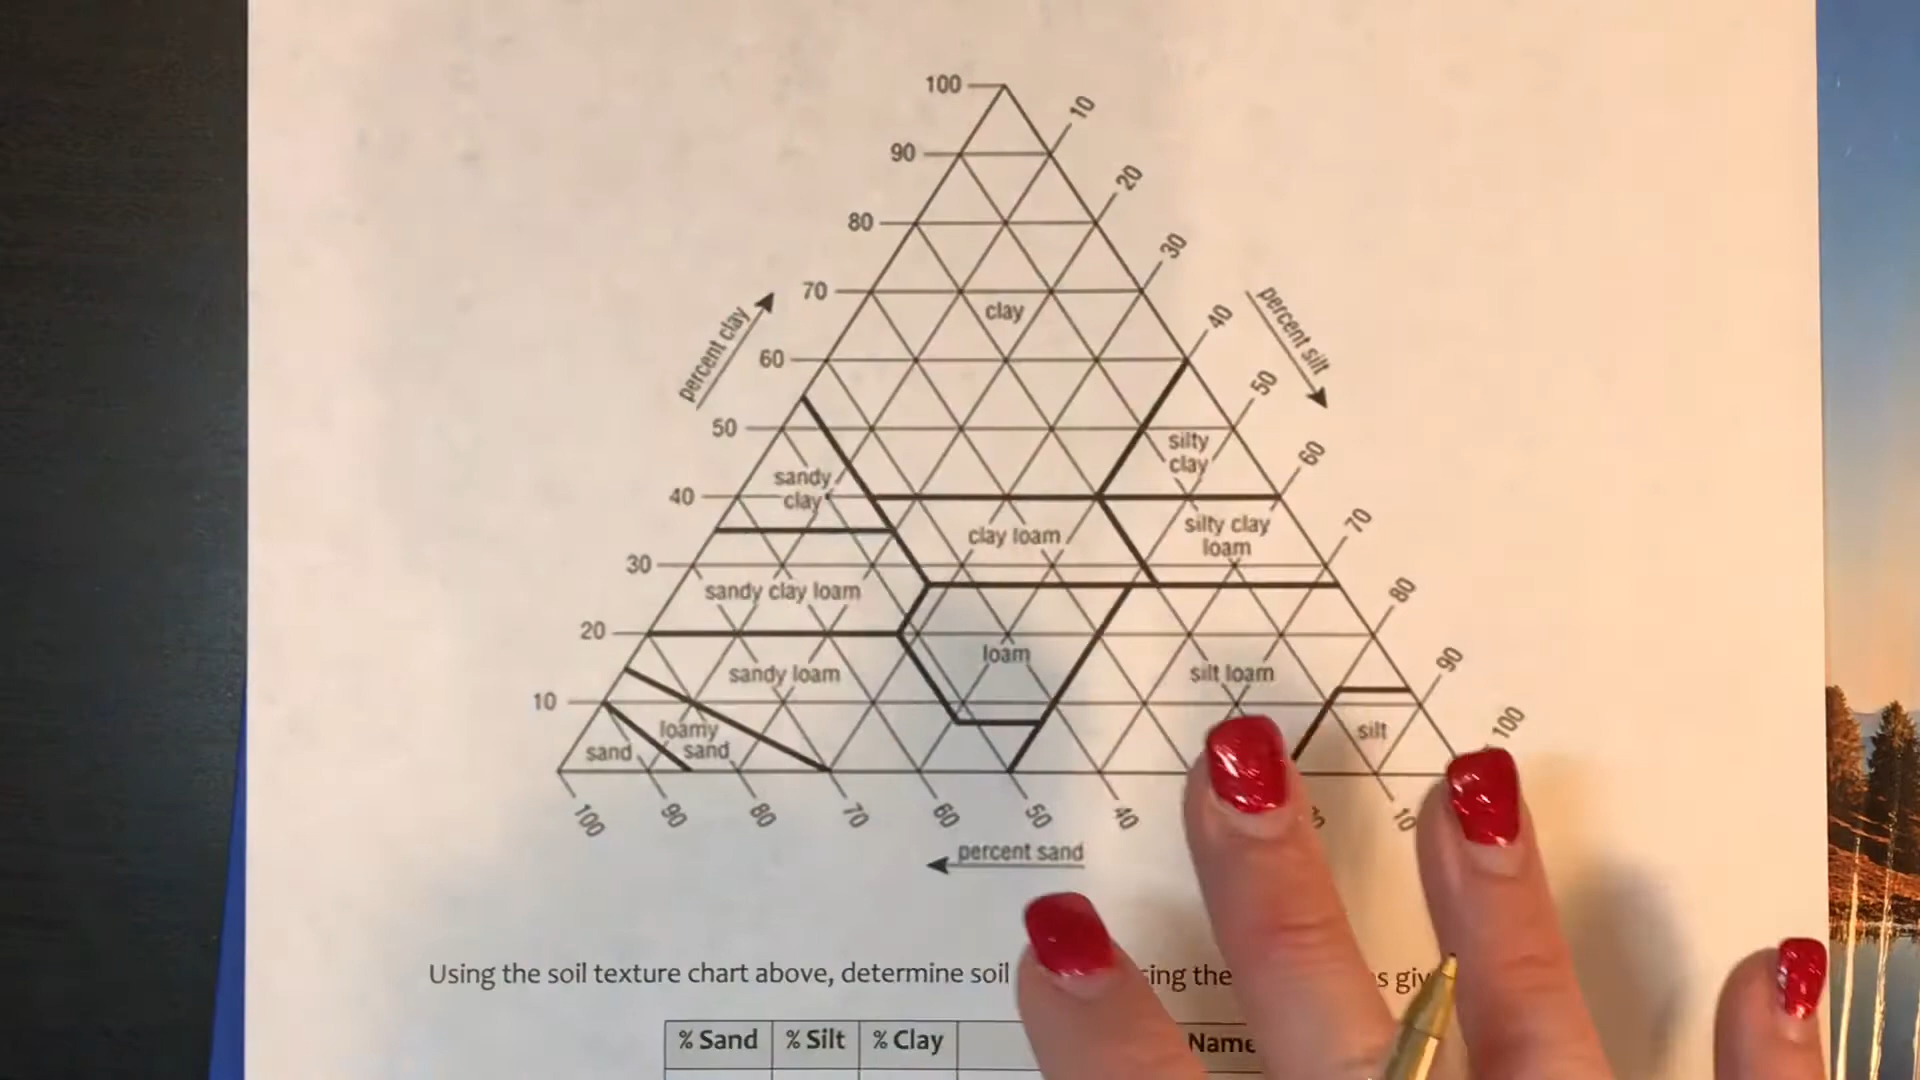 100
10
90
20
80
30
70
clay
40
percent clay
percent silt
60
50
50
silty
clay
60
sandy
clay
40
clay loam
silty clay
loam
70
30
sandy clay loam
80
20
loam
sandy loam
silt loam
90
10
loamy
sand
sand
silt
100
100
90
80
70
60
50
40
10
percent sand
Using the soil texture chart above, determine soil the
% Sand % Silt % Clay Name